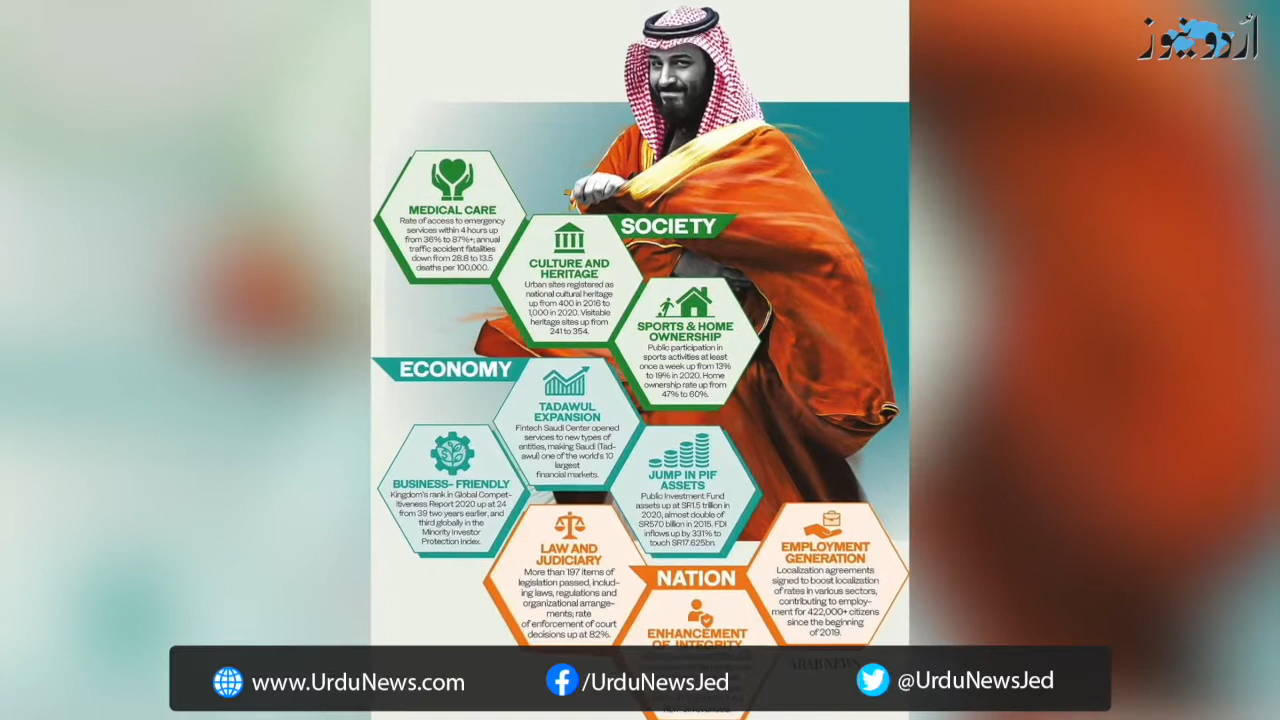 اُردو نیوز
MEDICAL CARE
Rate of access to emergency
services within 4 hours up
from 36% to 87%+; annual
traffic accident fatalities
down from 28.8 to 13.5
deaths per 100,000.
SOCIETY
CULTURE AND
HERITAGE
Urban sites registered as
national cultural heritage
up from 400 in 2016 to
1,000 in 2020. Visitable
heritage sites up from
241 to 354.
SPORTS & HOME
OWNERSHIP
Public participation in
sports activities at least
once a week up from 13%
to 19% in 2020. Home
ownership rate up from
47% to 60%.
ECONOMY
TADAWUL
EXPANSION
Fintech Saudi Center opened
services to new types of
entities, making Saudi (Tad-
awul) one of the world's 10
largest
financial markets.
BUSINESS- FRIENDLY
Kingdom's rank in Global Compet-
itiveness Report 2020 up at 24
from 39 two years earlier, and
third globally in the
Minority Investor
Protection Index.
JUMP IN PIF
ASSETS
Public Investment Fund
assets up at SR1.5 trillion in
2020, almost double of
SR570 billion in 2015. FDI
inflows up by 331% to
touch SR17.625bn.
LAW AND
JUDICIARY
More than 197 items of
legislation passed, includ-
ing laws, regulations and
organizational arrange-
ments; rate
of enforcement of court
decisions up at 82%.
NATION
ENHANCEMENT
OF INTEGRITY
EMPLOYMENT
GENERATION
Localization agreements
signed to boost localization
of rates in various sectors,
contributing to employ-
ment for 422,000+ citizens
since the beginning
of 2019.
ARAB NEWS
www.UrduNews.com
/UrduNewsJed
@UrduNewsJed